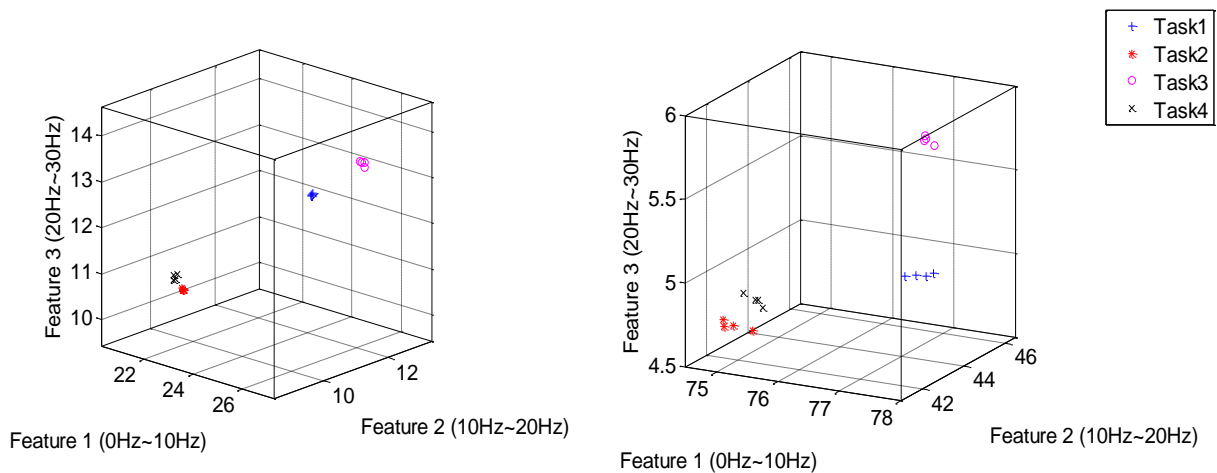 14
13
12
11
10
Feature 3 (20Hz~30Hz)
22
24
26
10
12
Feature 1 (0Hz~10Hz)
Feature 2 (10Hz~20Hz)
6
5.5
5
4.5
Feature 3 (20Hz~30Hz)
75
76
77
78
42
44
46
Feature 1 (0Hz~10Hz)
Feature 2 (10Hz~20Hz)
Task1
Task2
Task3
Task4